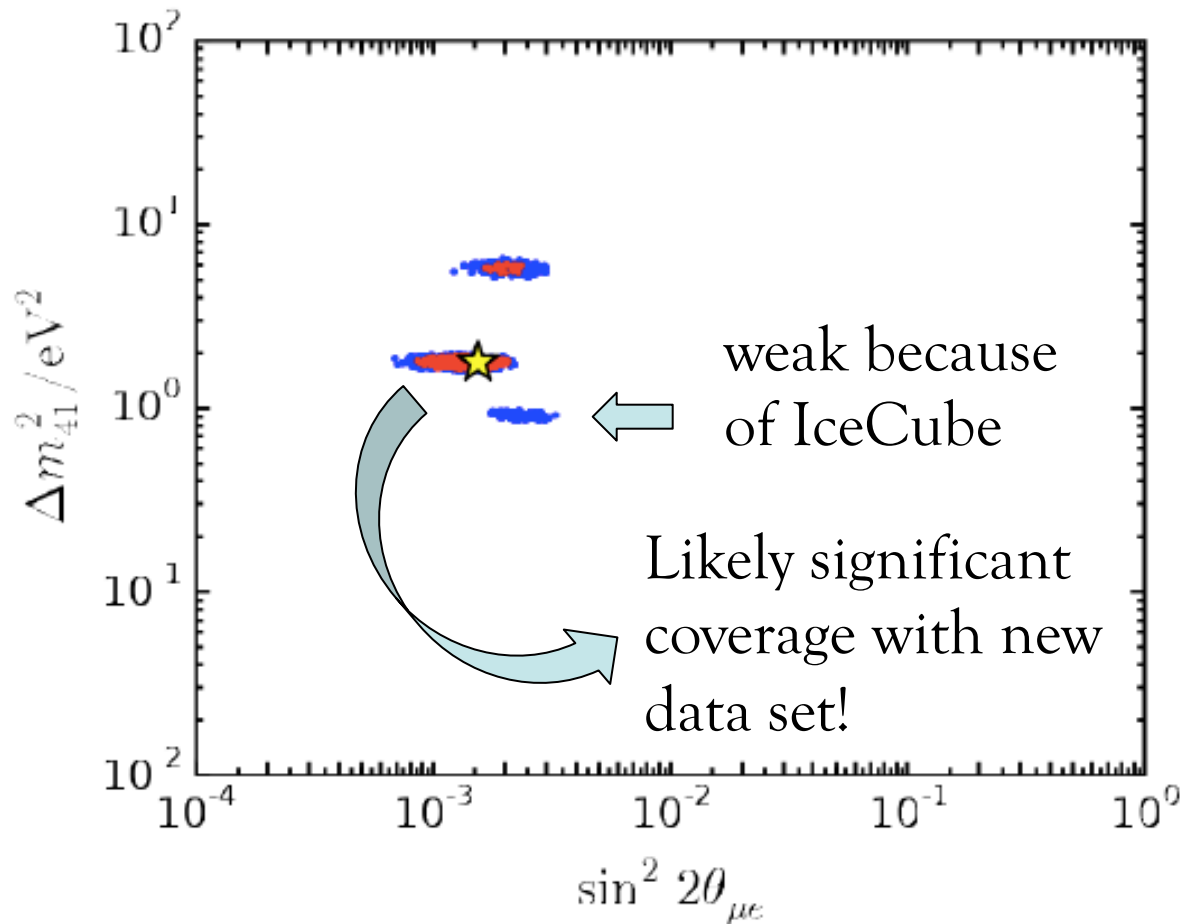 10²
10¹
10⁰
10¹
10²
Δm²₄₁/eV²
weak because
of IceCube
Likely significant
coverage with new
data set!
10⁻⁴ 10⁻³ 10⁻² 10⁻¹ 10⁰
sin² 2θμe